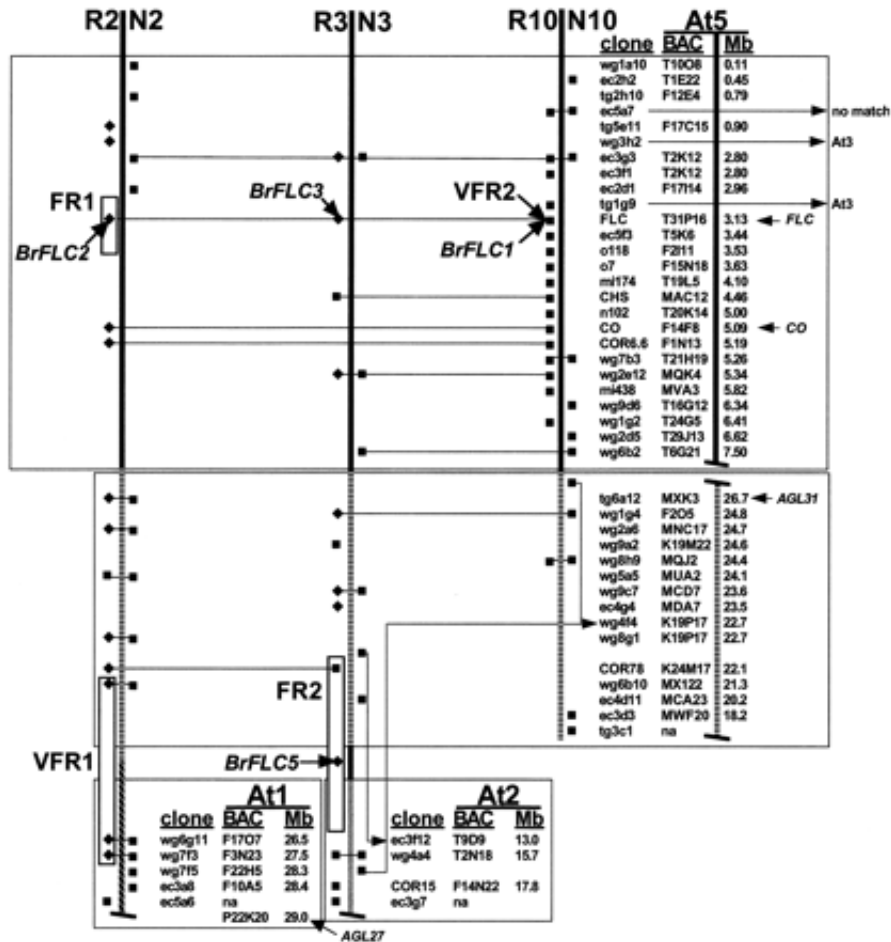 R2 N2 R3 N3 R10 N10 At5
clone BAC Mb
wg1a10 T10O8 0.11
ec2h2 T1E22 0.45
tg2h10 F12E4 0.79
ec5a7 no match
tg5e11 F17C15 0.90
wg3h2 At3
ec3g3 T2K12 2.80
ec3f1 T2K12 2.80
ec2d1 F17I14 2.96
tg1g9 At3
FR1 BrFLC3 VFR2
FLC T31P16 3.13 FLC
BrFLC2 BrFLC1
ec5f3 T5K6 3.44
o118 F2I11 3.53
o7 F15N18 3.63
mi174 T19L5 4.10
CHS MAC12 4.46
n102 T20K14 5.00
CO F14F8 5.09 CO
COR6.6 F1N13 5.19
wg7b3 T21H19 5.26
wg2e12 MQK4 5.34
mi438 MVA3 5.82
wg9d6 T16G12 6.34
wg1g2 T24G5 6.41
wg2d5 T29J13 6.62
wg6b2 T6G21 7.50
tg6a12 MXK3 26.7 AGL31
wg1g4 F2O5 24.8
wg2a6 MNC17 24.7
wg9a2 K19M22 24.6
wg8h9 MQJ2 24.4
wg5a5 MUA2 24.1
wg9c7 MCD7 23.6
ec4g4 MDA7 23.5
wg4f4 K19P17 22.7
wg8g1 K19P17 22.7
COR78 K24M17 22.1
wg6b10 MX122 21.3
ec4d11 MCA23 20.2
ec3d3 MWF20 18.2
tg3c1 na
FR2
VFR1 BrFLC5
At1
clone BAC Mb
wg6g11 F17O7 26.5
wg7f3 F3N23 27.5
wg7f5 F22H5 28.3
ec3a8 F10A5 28.4
ec5a6 na
P22K20 29.0
AGL27
At2
clone BAC Mb
ec3f12 T9D9 13.0
wg4a4 T2N18 15.7
COR15 F14N22 17.8
ec3g7 na